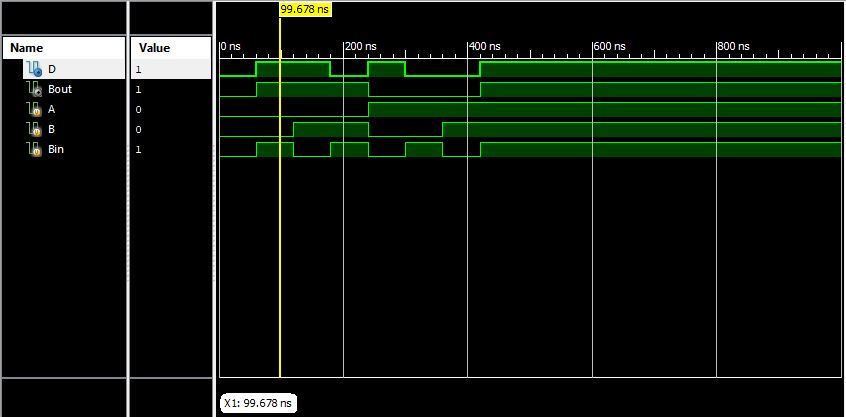 99.678 ns
Name Value
0 ns 200 ns 400 ns 600 ns 800 ns
D 1
Bout 1
A 0
B 0
Bin 1
X1: 99.678 ns